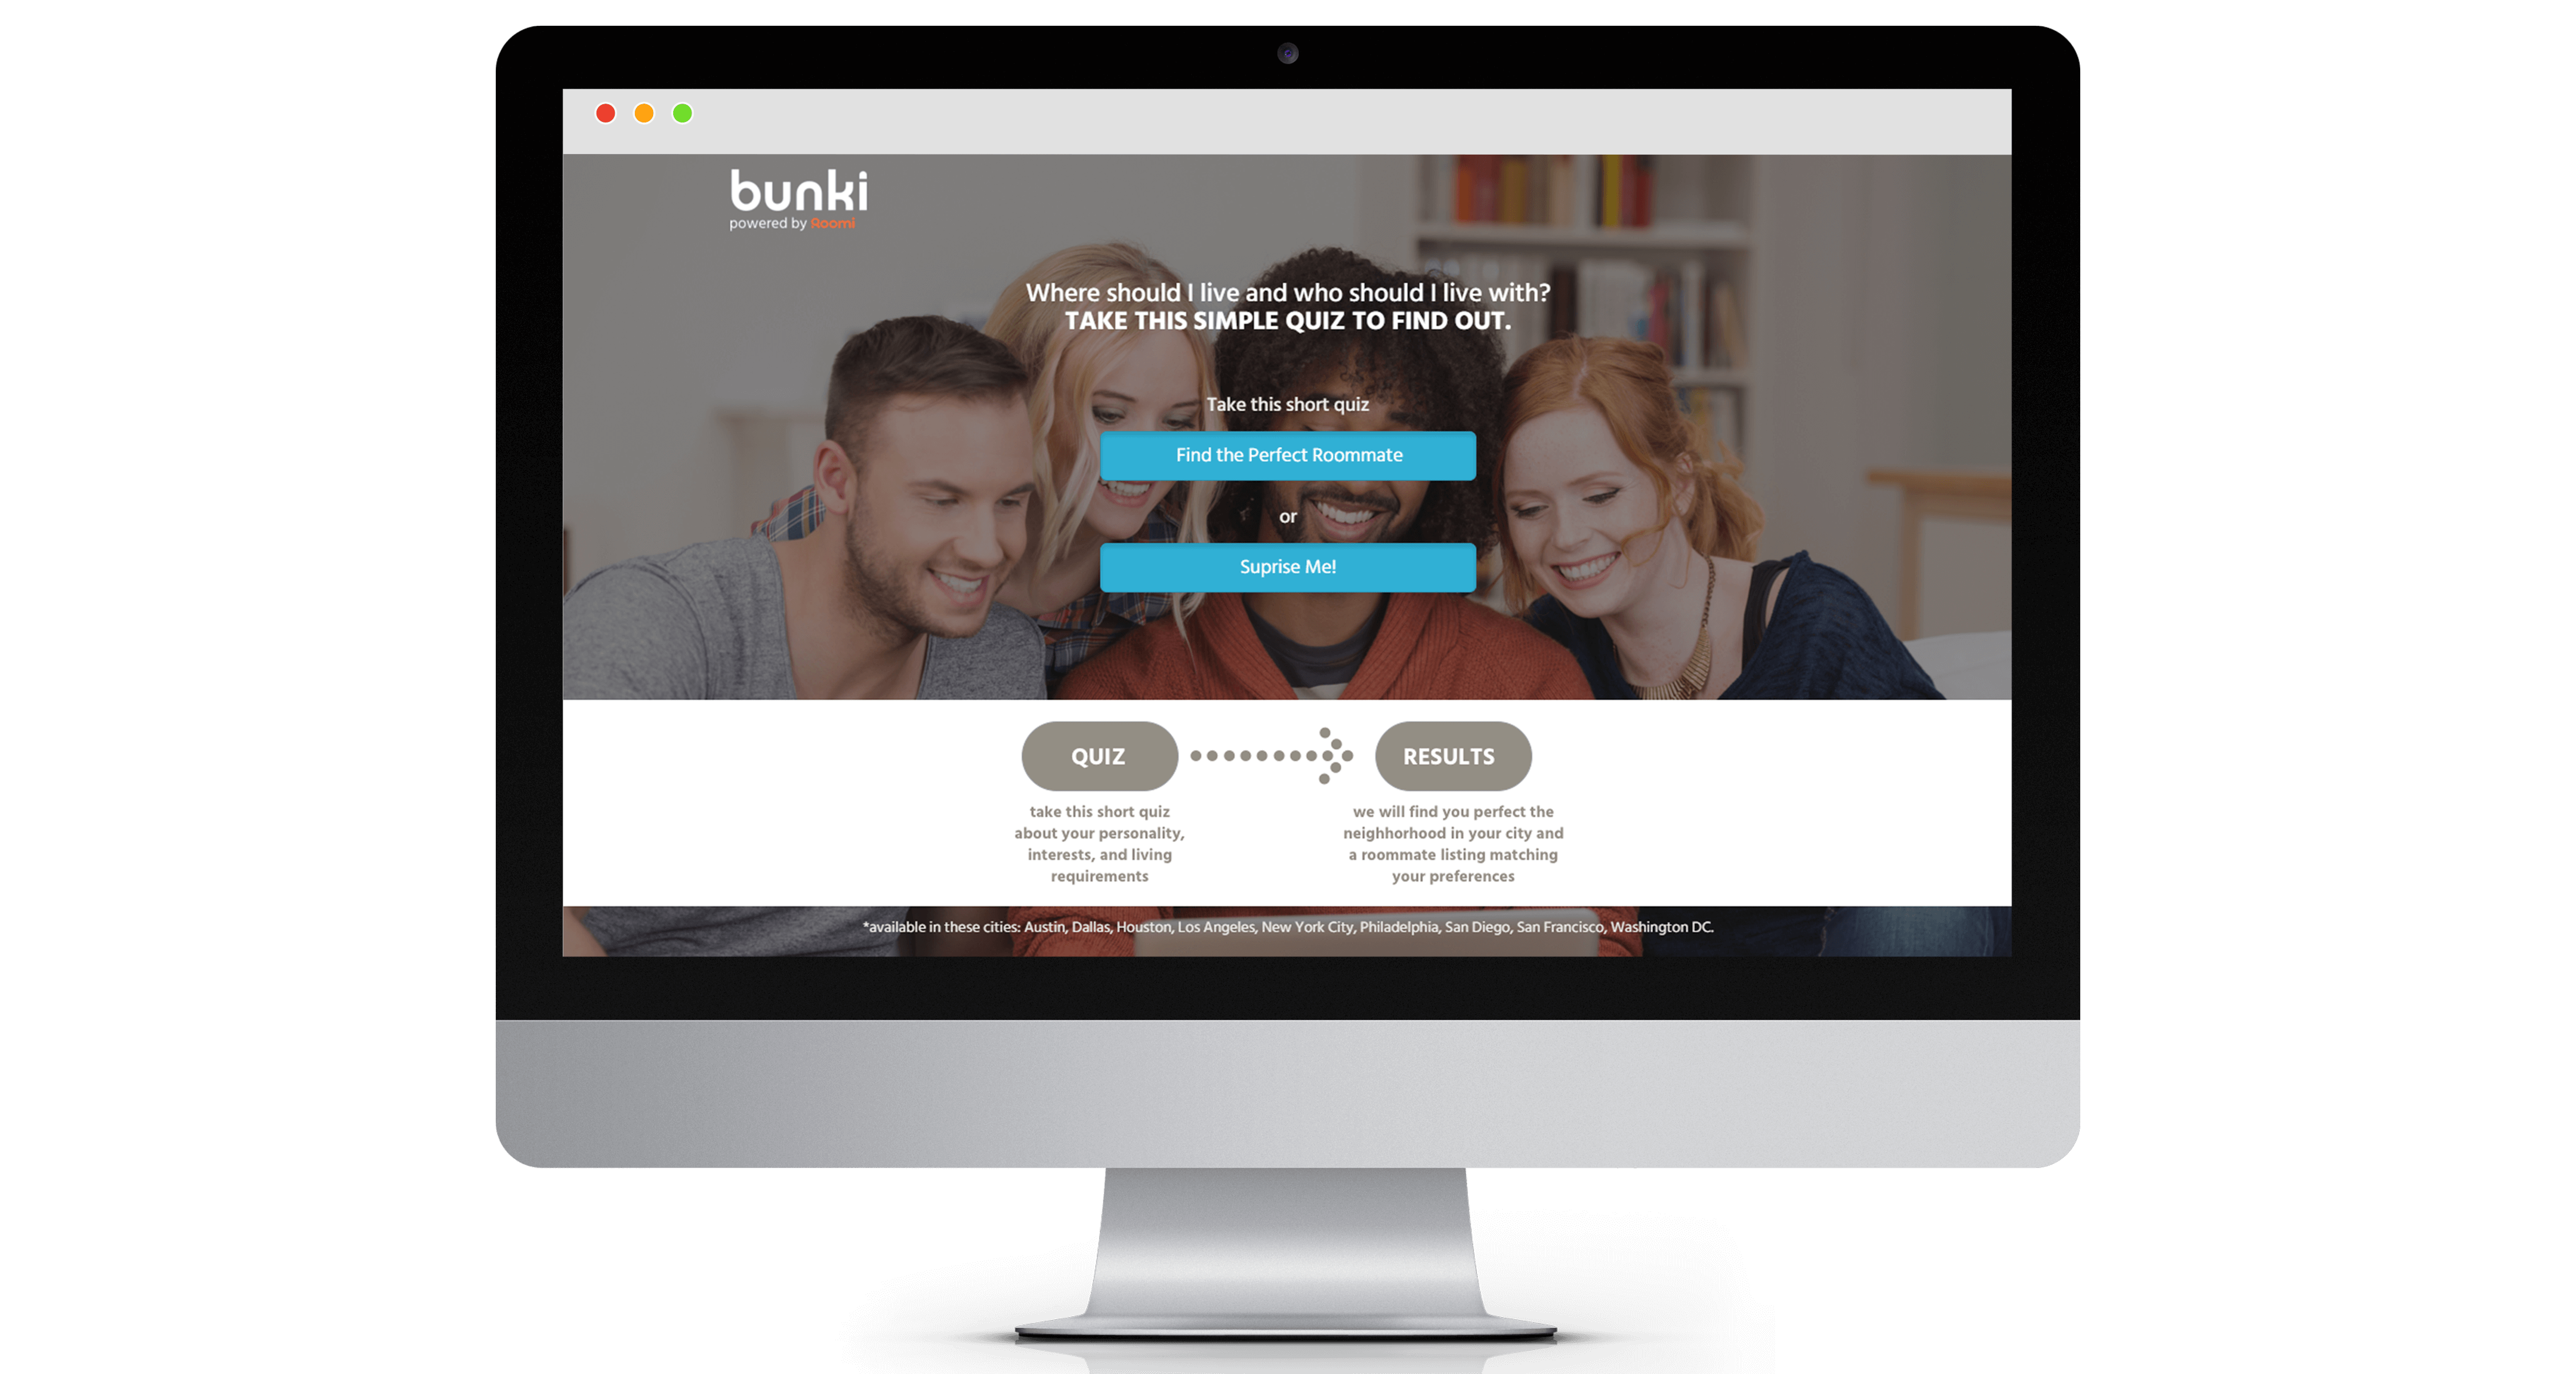 bunki
powered by Roomi
Where should I live and who should I live with?
TAKE THIS SIMPLE QUIZ TO FIND OUT.
Take this short quiz
Find the Perfect Roommate
or
Suprise Me!
QUIZ
RESULTS
take this short quiz
about your personality,
interests, and living
requirements
we will find you perfect the
neighhorhood in your city and
a roommate listing matching
your preferences
*available in these cities: Austin, Dallas, Houston, Los Angeles, New York City, Philadelphia, San Diego, San Francisco, Washington DC.